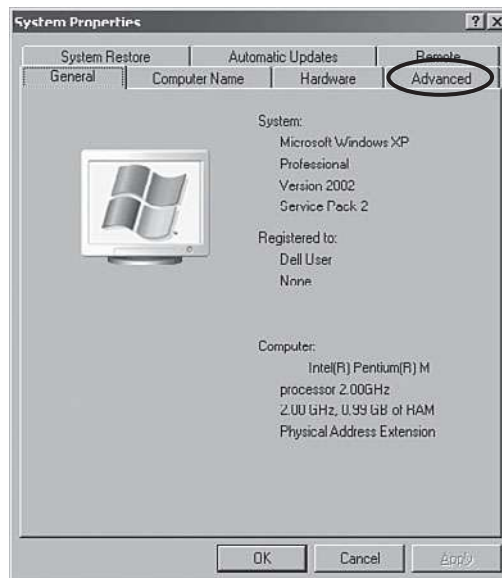 System Properties
System Restore Automatic Updates Remote
General Computer Name Hardware Advanced
System:
Microsoft Windows XP
Professional
Version 2002
Service Pack 2
Registered to:
Dell User
None
Computer:
Intel(R) Pentium(R) M
processor 2.00GHz
2.00 GHz, 0.99 GB of RAM
Physical Address Extension
OK Cancel Apply